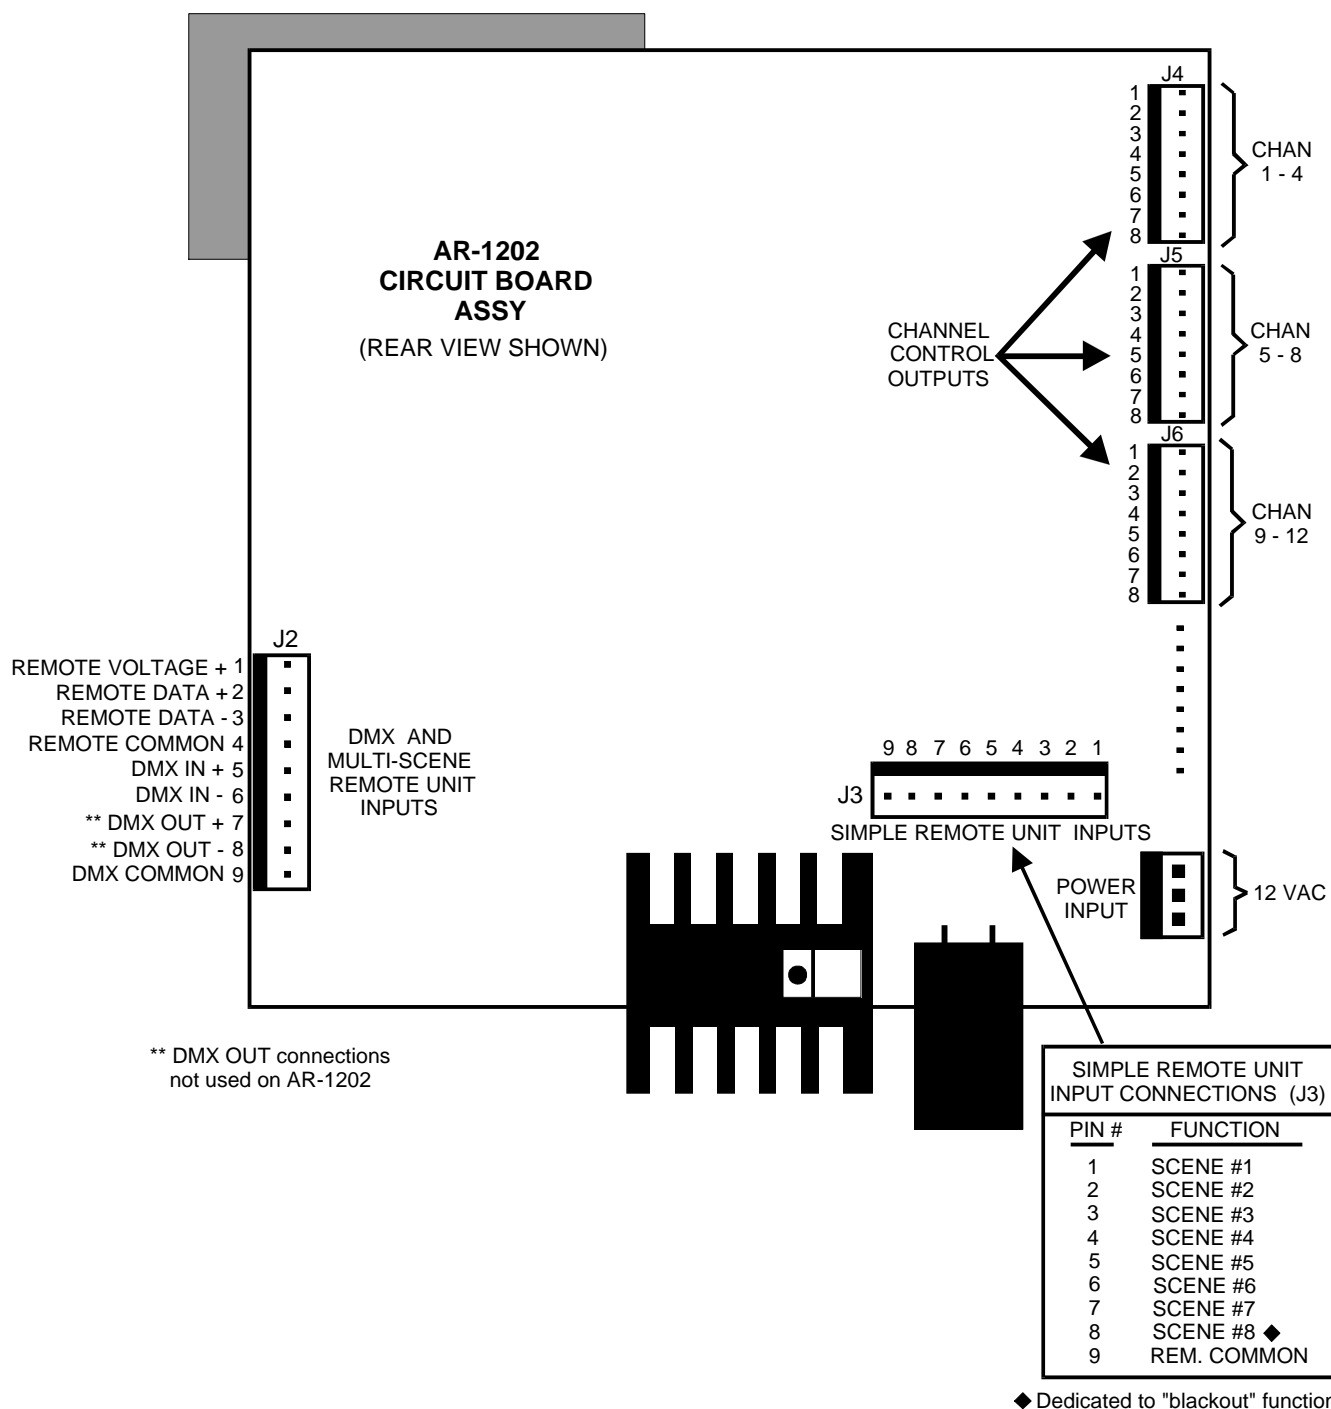 AR-1202
CIRCUIT BOARD
ASSY
(REAR VIEW SHOWN)
J4
1
2
3
4
5
6
7
8
CHAN
1 - 4
J5
1
2
3
4
5
6
7
8
CHAN
5 - 8
CHANNEL
CONTROL
OUTPUTS
J6
1
2
3
4
5
6
7
8
CHAN
9 - 12
J2
REMOTE VOLTAGE + 1
REMOTE DATA + 2
REMOTE DATA - 3
REMOTE COMMON 4
DMX IN + 5
DMX IN - 6
** DMX OUT + 7
** DMX OUT - 8
DMX COMMON 9
DMX AND
MULTI-SCENE
REMOTE UNIT
INPUTS
9 8 7 6 5 4 3 2 1
J3
SIMPLE REMOTE UNIT INPUTS
POWER
INPUT
12 VAC
** DMX OUT connections
not used on AR-1202
SIMPLE REMOTE UNIT
INPUT CONNECTIONS (J3)
PIN # FUNCTION
1 SCENE #1
2 SCENE #2
3 SCENE #3
4 SCENE #4
5 SCENE #5
6 SCENE #6
7 SCENE #7
8 SCENE #8 ◆
9 REM. COMMON
◆ Dedicated to "blackout" function